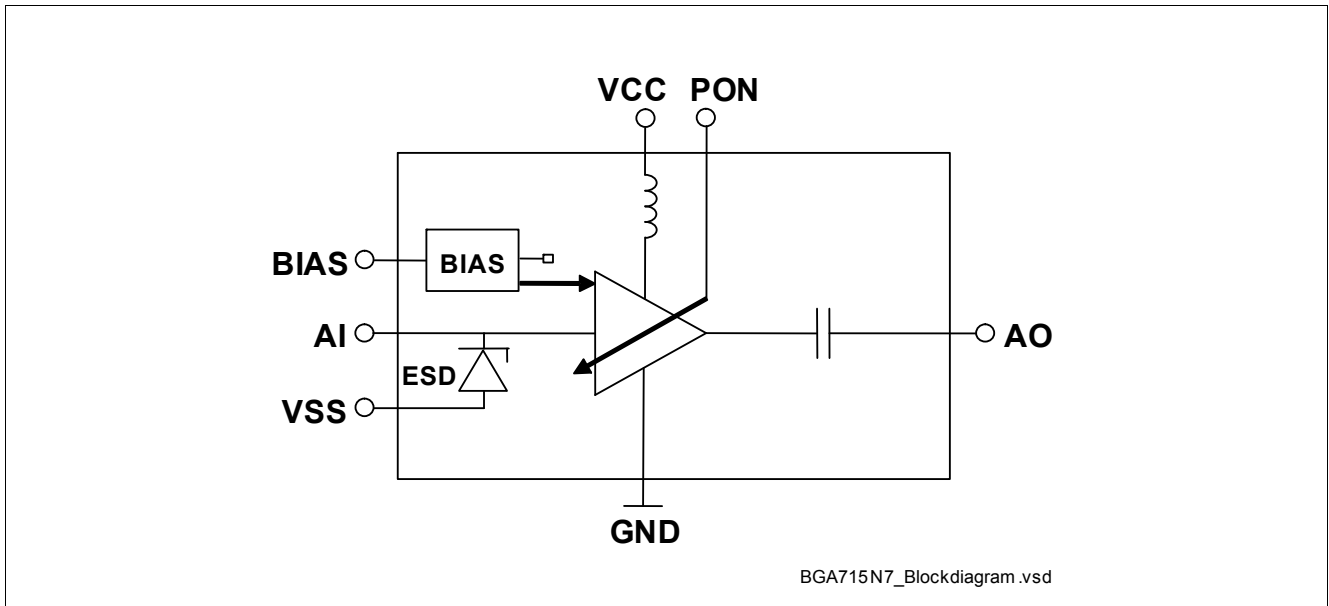 VCC PON
BIAS
BIAS
AI
ESD
VSS
AO
GND
BGA715N7_Blockdiagram.vsd